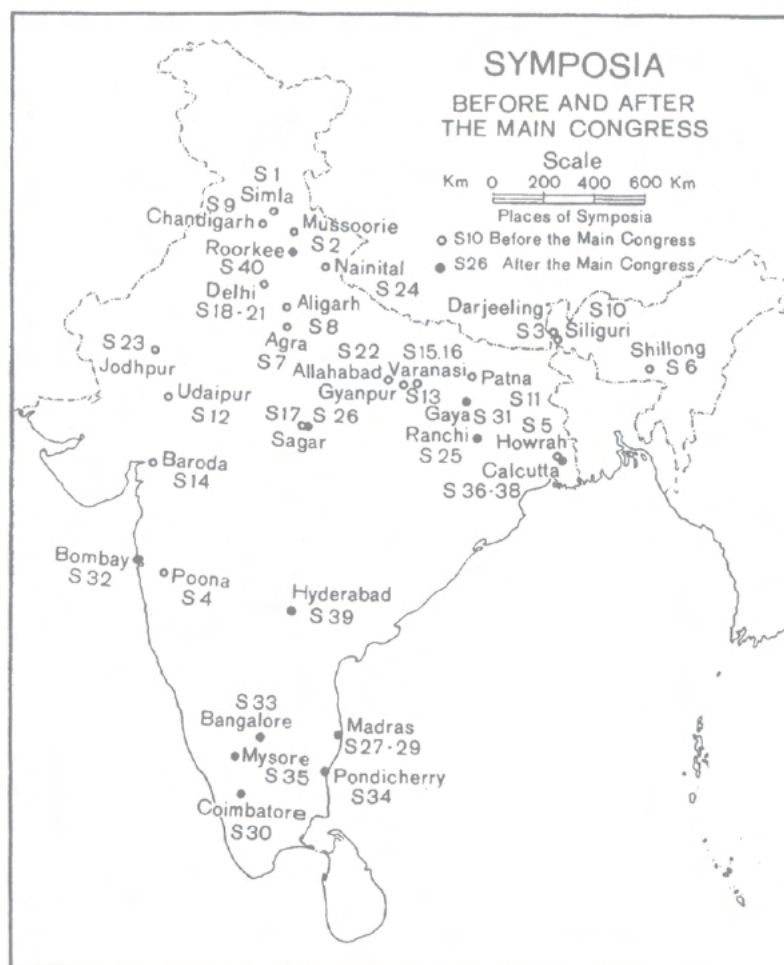 SYMPOSIA
BEFORE AND AFTER
THE MAIN CONGRESS
Scale
Km 0 200 400 600 Km
Places of Symposia
S10 Before the Main Congress
S26 After the Main Congress
S1
Simla
S9
Chandigarh
Mussoorie
S2
Roorkee
S40
Nainital
S24
Delhi
S18-21
Aligarh
S8
Agra
S7
Darjeeling
S3
S10
Siliguri
Shillong
S6
S23
Jodhpur
Udaipur
S12
S22
Allahabad
S15.16
Varanasi
Gyanpur
S13
Patna
S11
Gaya S31
S17 S26
Sagar
Ranchi
S25
S5
Howrah
Calcutta
S36-38
Baroda
S14
Bombay
S32
Poona
S4
Hyderabad
S39
S33
Bangalore
Madras
S27-29
Mysore
S35
Pondicherry
S34
Coimbatore
S30